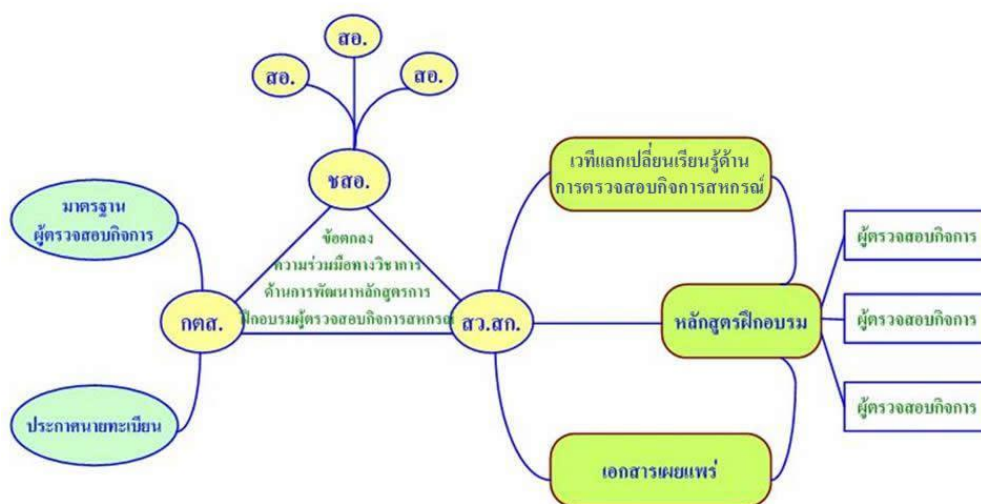 สอ.
สอ.
สอ.
ชสอ.
เวทีแลกเปลี่ยนเรียนรู้ด้าน
การตรวจสอบกิจการสหกรณ์
มาตรฐาน
ผู้ตรวจสอบกิจการ
ข้อตกลง
ความร่วมมือทางวิชาการ
ด้านการพัฒนาหลักสูตรการ
ฝึกอบรมผู้ตรวจสอบกิจการสหกรณ์
กตส.
สว.สก.
หลักสูตรฝึกอบรม
ผู้ตรวจสอบกิจการ
ผู้ตรวจสอบกิจการ
ผู้ตรวจสอบกิจการ
ประกาศนายทะเบียน
เอกสารเผยแพร่